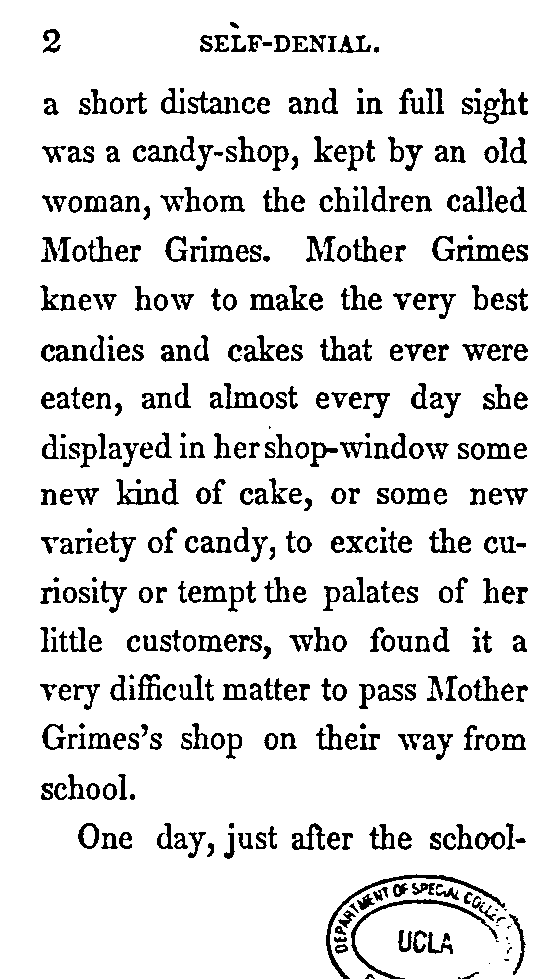 2 SELF-DENIAL.
a short distance and in full sight
was a candy-shop, kept by an old
woman, whom the children called
Mother Grimes. Mother Grimes
knew how to make the very best
candies and cakes that ever were
eaten, and almost every day she
displayed in her shop-window some
new kind of cake, or some new
variety of candy, to excite the cu-
riosity or tempt the palates of her
little customers, who found it a
very difficult matter to pass Mother
Grimes's shop on their way from
school.
One day, just after the school-
DEPARTMENT OF SPECIAL
UCLA